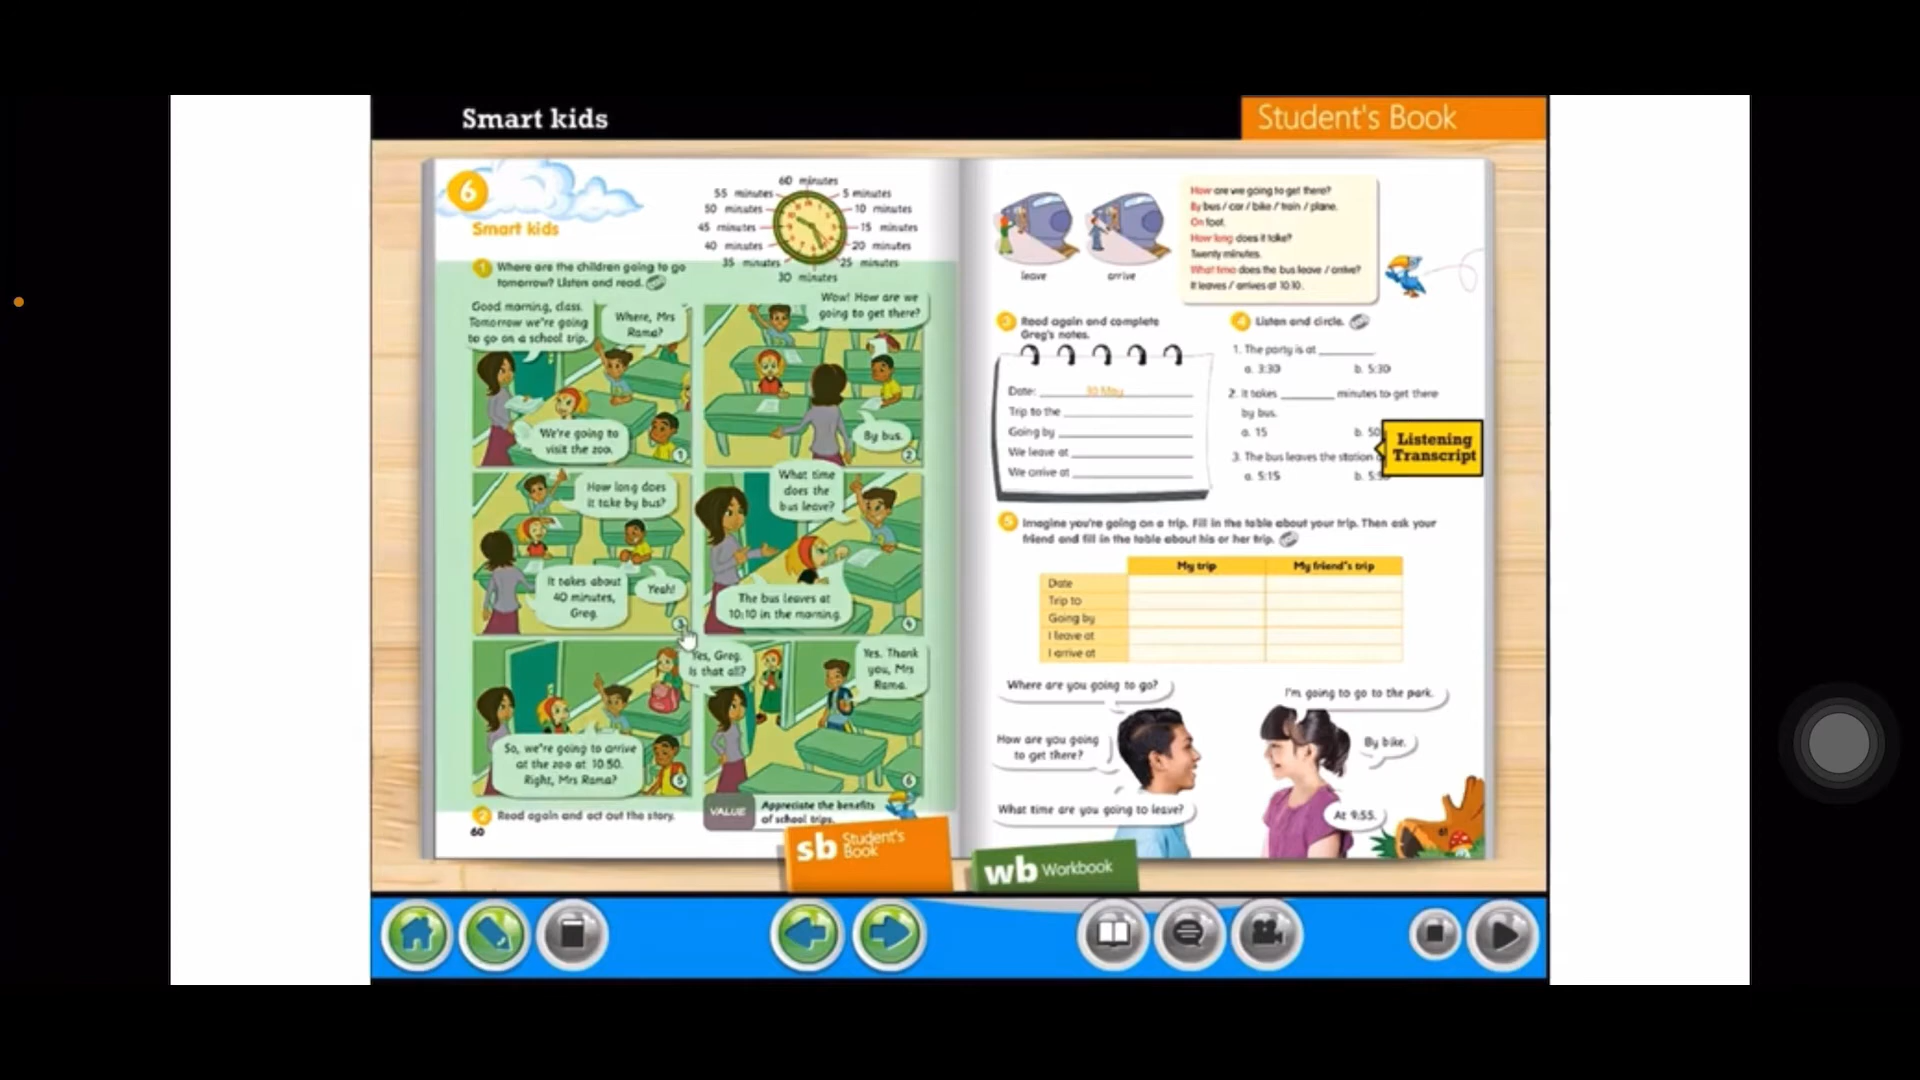 Smart kids
Student's Book
6
Smart kids
60 minutes
55 minutes
5 minutes
50 minutes
10 minutes
45 minutes
15 minutes
40 minutes
20 minutes
35 minutes
25 minutes
30 minutes
1 Where are the children going to go
tomorrow? Listen and read.
Good morning, class.
Tomorrow we're going
to go on a school trip.
Where, Mrs
Rama?
We're going to
visit the zoo.
1
Wow! How are we
going to get there?
By bus.
2
How long does
it take by bus?
It takes about
40 minutes,
Greg.
Yeah!
3
What time
does the
bus leave?
The bus leaves at
10:10 in the morning.
4
So, we're going to arrive
at the zoo at 10:50.
Right, Mrs Rama?
5
Yes, Greg.
Is that all?
Yes. Thank
you, Mrs
Rama.
6
2 Read again and act out the story.
60
VALUE
Appreciate the benefits
of school trips.
leave
arrive
How are we going to get there?
By bus / car / bike / train / plane.
On foot.
How long does it take?
Twenty minutes.
What time does the bus leave / arrive?
It leaves / arrives at 10:10.
3 Read again and complete
Greg's notes.
Date: 30 May
Trip to the
Going by
We leave at
We arrive at
4 Listen and circle.
1. The party is at
a. 3:30
b. 5:30
2. It takes minutes to get there
by bus.
a. 15
b. 50
3. The bus leaves the station
a. 5:15
Listening
Transcript
5 Imagine you're going on a trip. Fill in the table about your trip. Then ask your
friend and fill in the table about his or her trip.
My trip
My friend's trip
Date
Trip to
Going by
I leave at
I arrive at
Where are you going to go?
I'm going to go to the park.
How are you going
to get there?
By bike.
What time are you going to leave?
At 9:55.
61
sb Student's
Book
wb Workbook